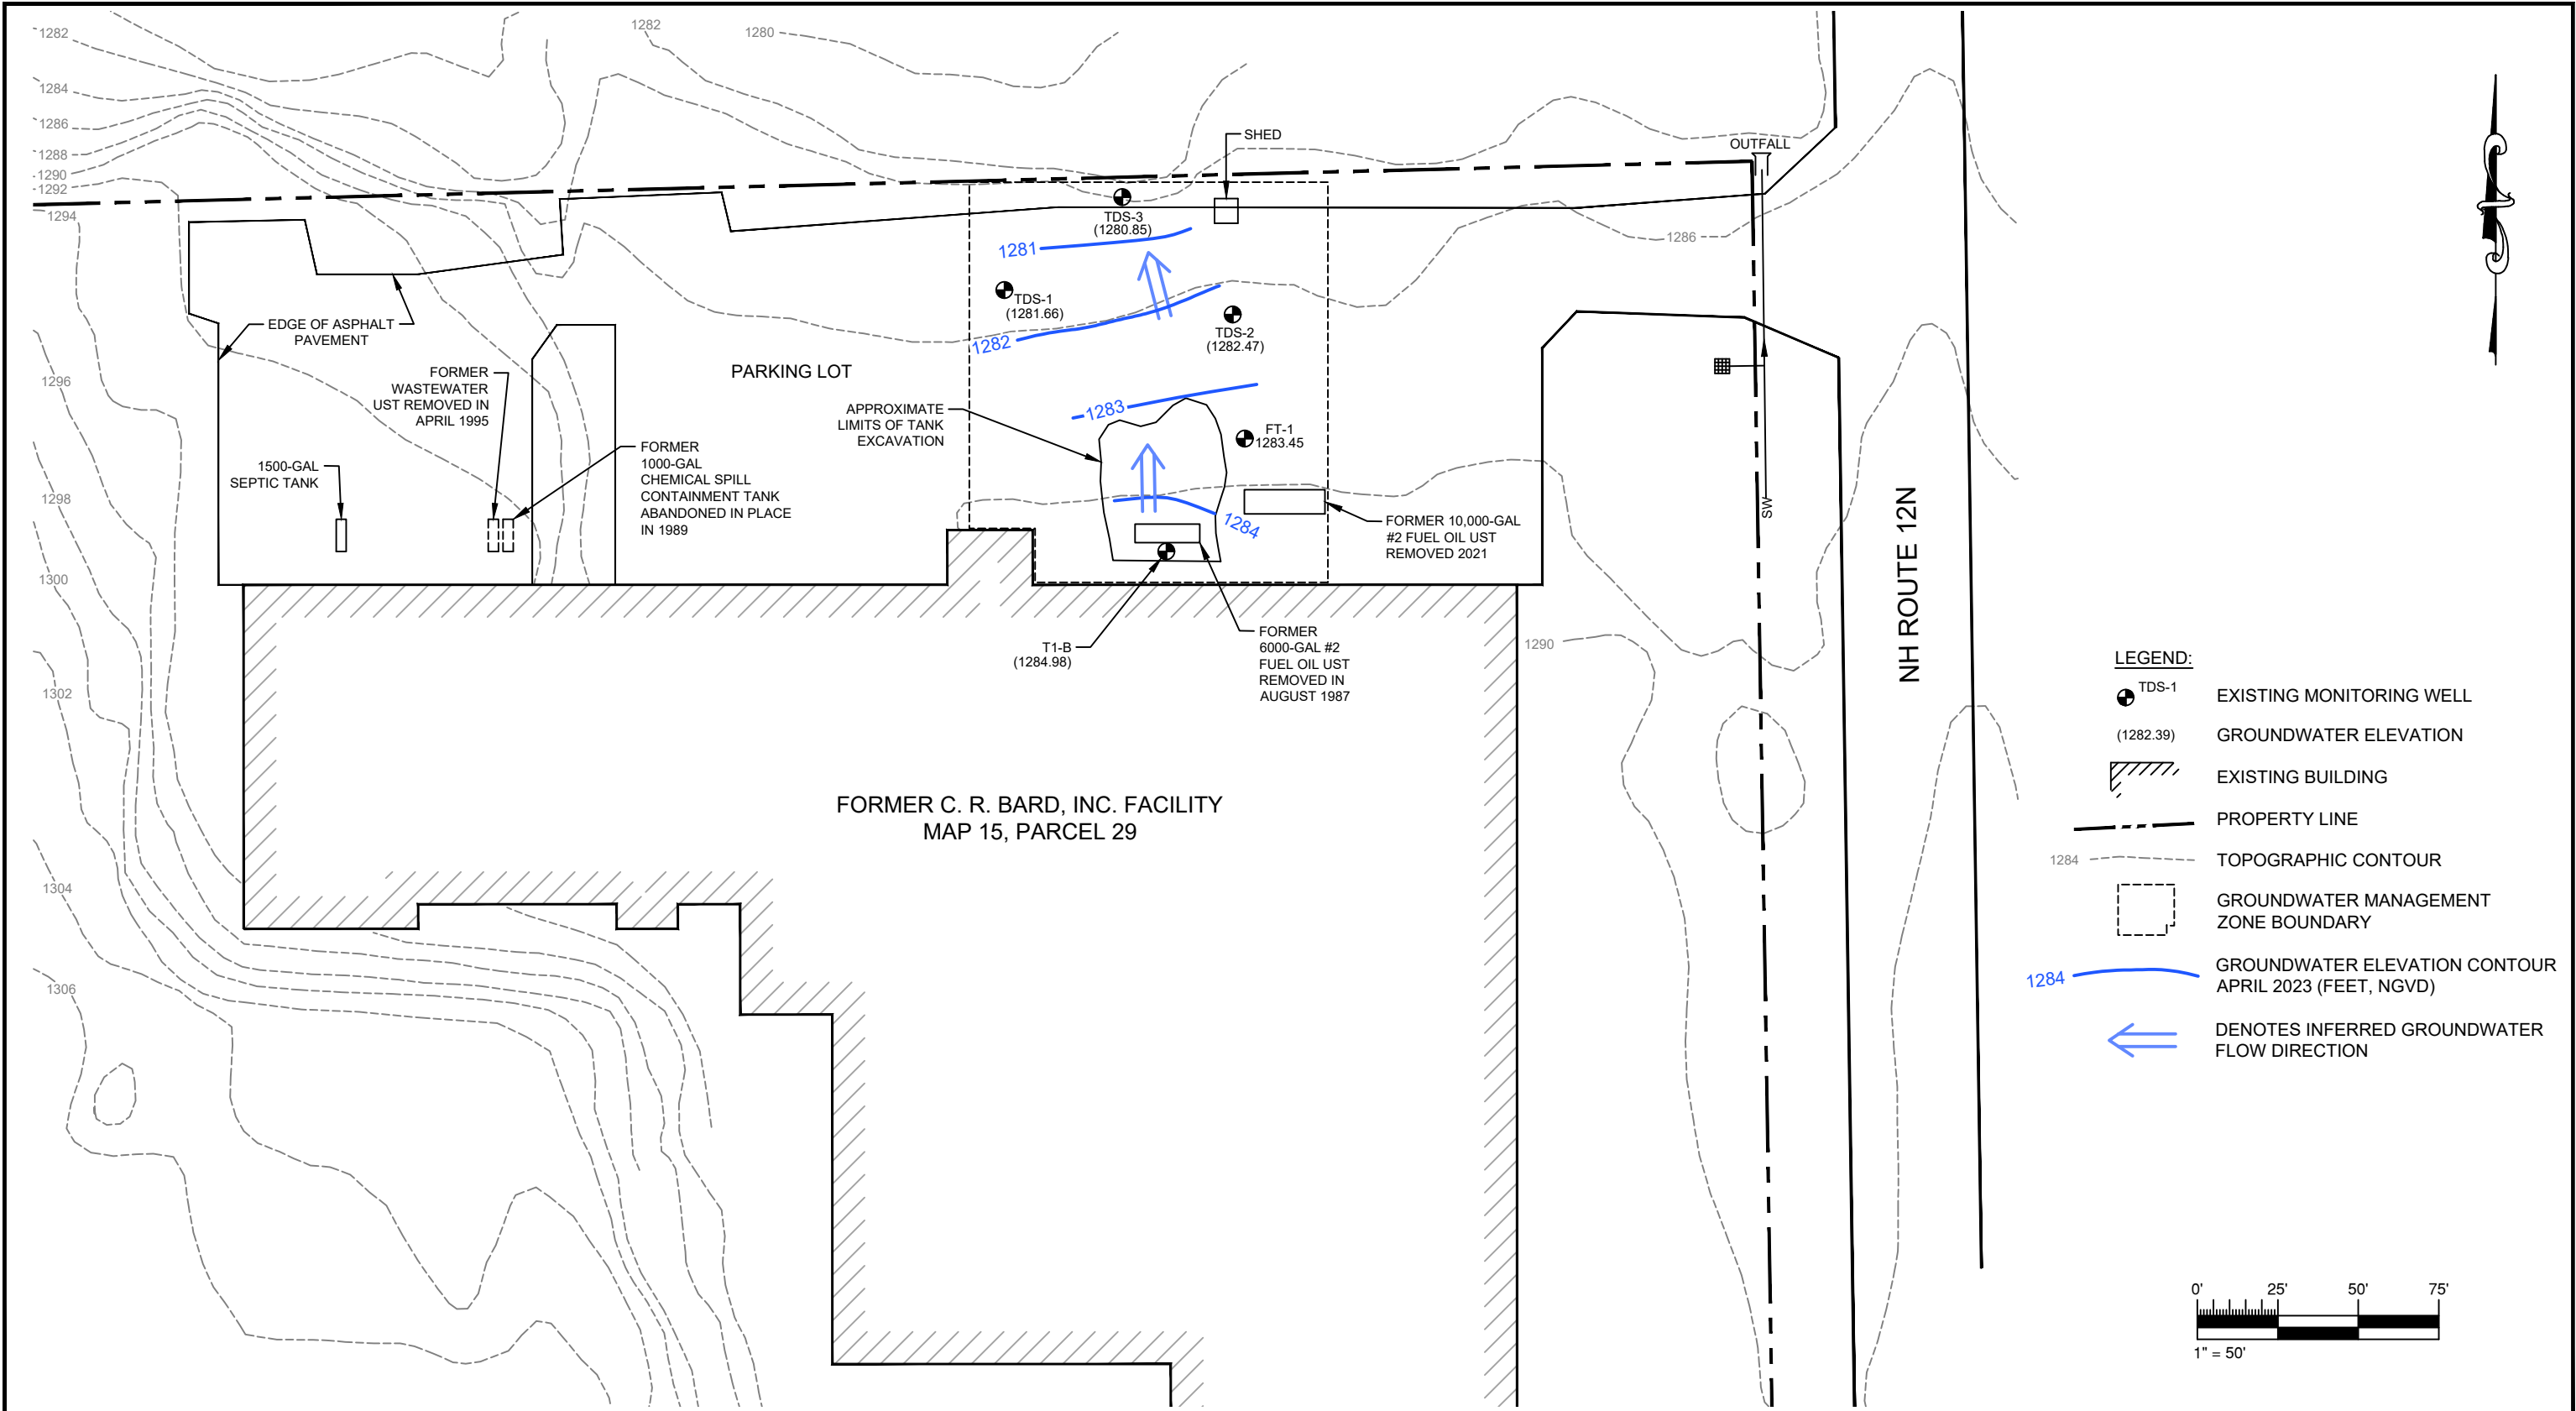 1282
1282
1280
1284
1286
1288
1290
1292
1294
SHED
OUTFALL
TDS-3
(1280.85)
1281
1286
TDS-1
(1281.66)
EDGE OF ASPHALT
PAVEMENT
TDS-2
(1282.47)
1282
PARKING LOT
FORMER
WASTEWATER
UST REMOVED IN
APRIL 1995
1296
APPROXIMATE
LIMITS OF TANK
EXCAVATION
1283
FT-1
1283.45
FORMER
1000-GAL
CHEMICAL SPILL
CONTAINMENT TANK
ABANDONED IN PLACE
IN 1989
1500-GAL
SEPTIC TANK
1298
1284
FORMER 10,000-GAL
#2 FUEL OIL UST
REMOVED 2021
SW
NH ROUTE 12N
1300
T1-B
(1284.98)
FORMER
6000-GAL #2
FUEL OIL UST
REMOVED IN
AUGUST 1987
1290
1302
FORMER C. R. BARD, INC. FACILITY
MAP 15, PARCEL 29
1304
1306
LEGEND:
TDS-1
EXISTING MONITORING WELL
(1282.39)
GROUNDWATER ELEVATION
EXISTING BUILDING
PROPERTY LINE
1284
TOPOGRAPHIC CONTOUR
GROUNDWATER MANAGEMENT
ZONE BOUNDARY
1284
GROUNDWATER ELEVATION CONTOUR
APRIL 2023 (FEET, NGVD)
DENOTES INFERRED GROUNDWATER
FLOW DIRECTION
0' 25' 50' 75'
1" = 50'